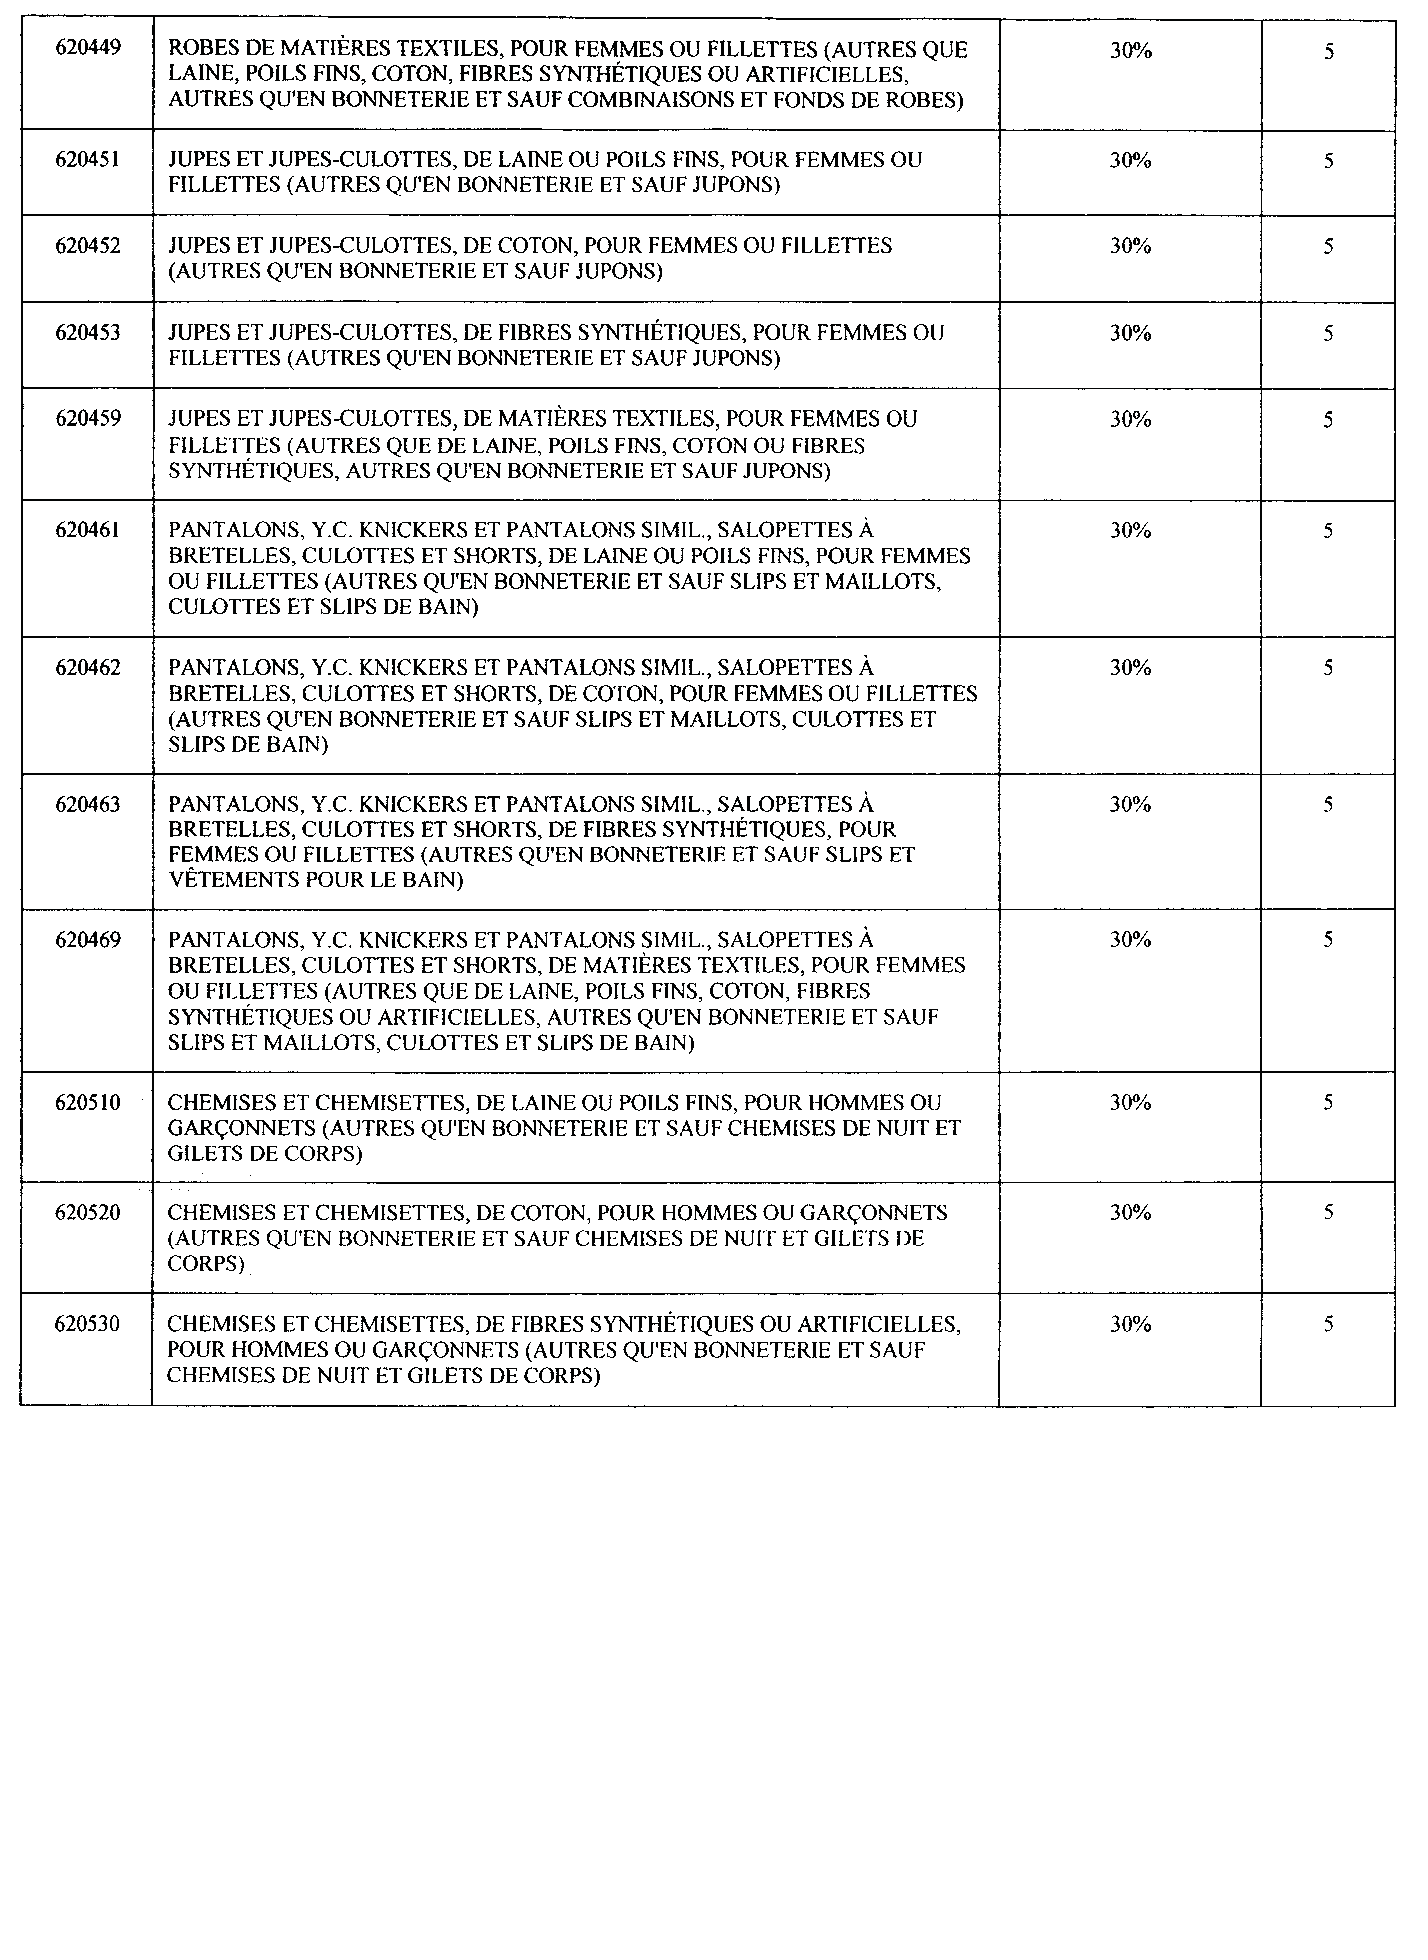 620449 ROBES DE MATIÈRES TEXTILES, POUR FEMMES OU FILLETTES (AUTRES QUE 30% 5
LAINE, POILS FINS, COTON, FIBRES SYNTHÉTIQUES OU ARTIFICIELLES,
AUTRES QU'EN BONNETERIE ET SAUF COMBINAISONS ET FONDS DE ROBES)
620451 JUPES ET JUPES-CULOTTES, DE LAINE OU POILS FINS, POUR FEMMES OU 30% 5
FILLETTES (AUTRES QU'EN BONNETERIE ET SAUF JUPONS)
620452 JUPES ET JUPES-CULOTTES, DE COTON, POUR FEMMES OU FILLETTES 30% 5
(AUTRES QU'EN BONNETERIE ET SAUF JUPONS)
620453 JUPES ET JUPES-CULOTTES, DE FIBRES SYNTHÉTIQUES, POUR FEMMES OU 30% 5
FILLETTES (AUTRES QU'EN BONNETERIE ET SAUF JUPONS)
620459 JUPES ET JUPES-CULOTTES, DE MATIÈRES TEXTILES, POUR FEMMES OU 30% 5
FILLETTES (AUTRES QUE DE LAINE, POILS FINS, COTON OU FIBRES
SYNTHÉTIQUES, AUTRES QU'EN BONNETERIE ET SAUF JUPONS)
620461 PANTALONS, Y.C. KNICKERS ET PANTALONS SIMIL., SALOPETTES À 30% 5
BRETELLES, CULOTTES ET SHORTS, DE LAINE OU POILS FINS, POUR FEMMES
OU FILLETTES (AUTRES QU'EN BONNETERIE ET SAUF SLIPS ET MAILLOTS,
CULOTTES ET SLIPS DE BAIN)
620462 PANTALONS, Y.C. KNICKERS ET PANTALONS SIMIL., SALOPETTES À 30% 5
BRETELLES, CULOTTES ET SHORTS, DE COTON, POUR FEMMES OU FILLETTES
(AUTRES QU'EN BONNETERIE ET SAUF SLIPS ET MAILLOTS, CULOTTES ET
SLIPS DE BAIN)
620463 PANTALONS, Y.C. KNICKERS ET PANTALONS SIMIL., SALOPETTES À 30% 5
BRETELLES, CULOTTES ET SHORTS, DE FIBRES SYNTHÉTIQUES, POUR
FEMMES OU FILLETTES (AUTRES QU'EN BONNETERIE ET SAUF SLIPS ET
VÊTEMENTS POUR LE BAIN)
620469 PANTALONS, Y.C. KNICKERS ET PANTALONS SIMIL., SALOPETTES À 30% 5
BRETELLES, CULOTTES ET SHORTS, DE MATIÈRES TEXTILES, POUR FEMMES
OU FILLETTES (AUTRES QUE DE LAINE, POILS FINS, COTON, FIBRES
SYNTHÉTIQUES OU ARTIFICIELLES, AUTRES QU'EN BONNETERIE ET SAUF
SLIPS ET MAILLOTS, CULOTTES ET SLIPS DE BAIN)
620510 CHEMISES ET CHEMISETTES, DE LAINE OU POILS FINS, POUR HOMMES OU 30% 5
GARÇONNETS (AUTRES QU'EN BONNETERIE ET SAUF CHEMISES DE NUIT ET
GILETS DE CORPS)
620520 CHEMISES ET CHEMISETTES, DE COTON, POUR HOMMES OU GARÇONNETS 30% 5
(AUTRES QU'EN BONNETERIE ET SAUF CHEMISES DE NUIT ET GILETS DE
CORPS)
620530 CHEMISES ET CHEMISETTES, DE FIBRES SYNTHÉTIQUES OU ARTIFICIELLES, 30% 5
POUR HOMMES OU GARÇONNETS (AUTRES QU'EN BONNETERIE ET SAUF
CHEMISES DE NUIT ET GILETS DE CORPS)